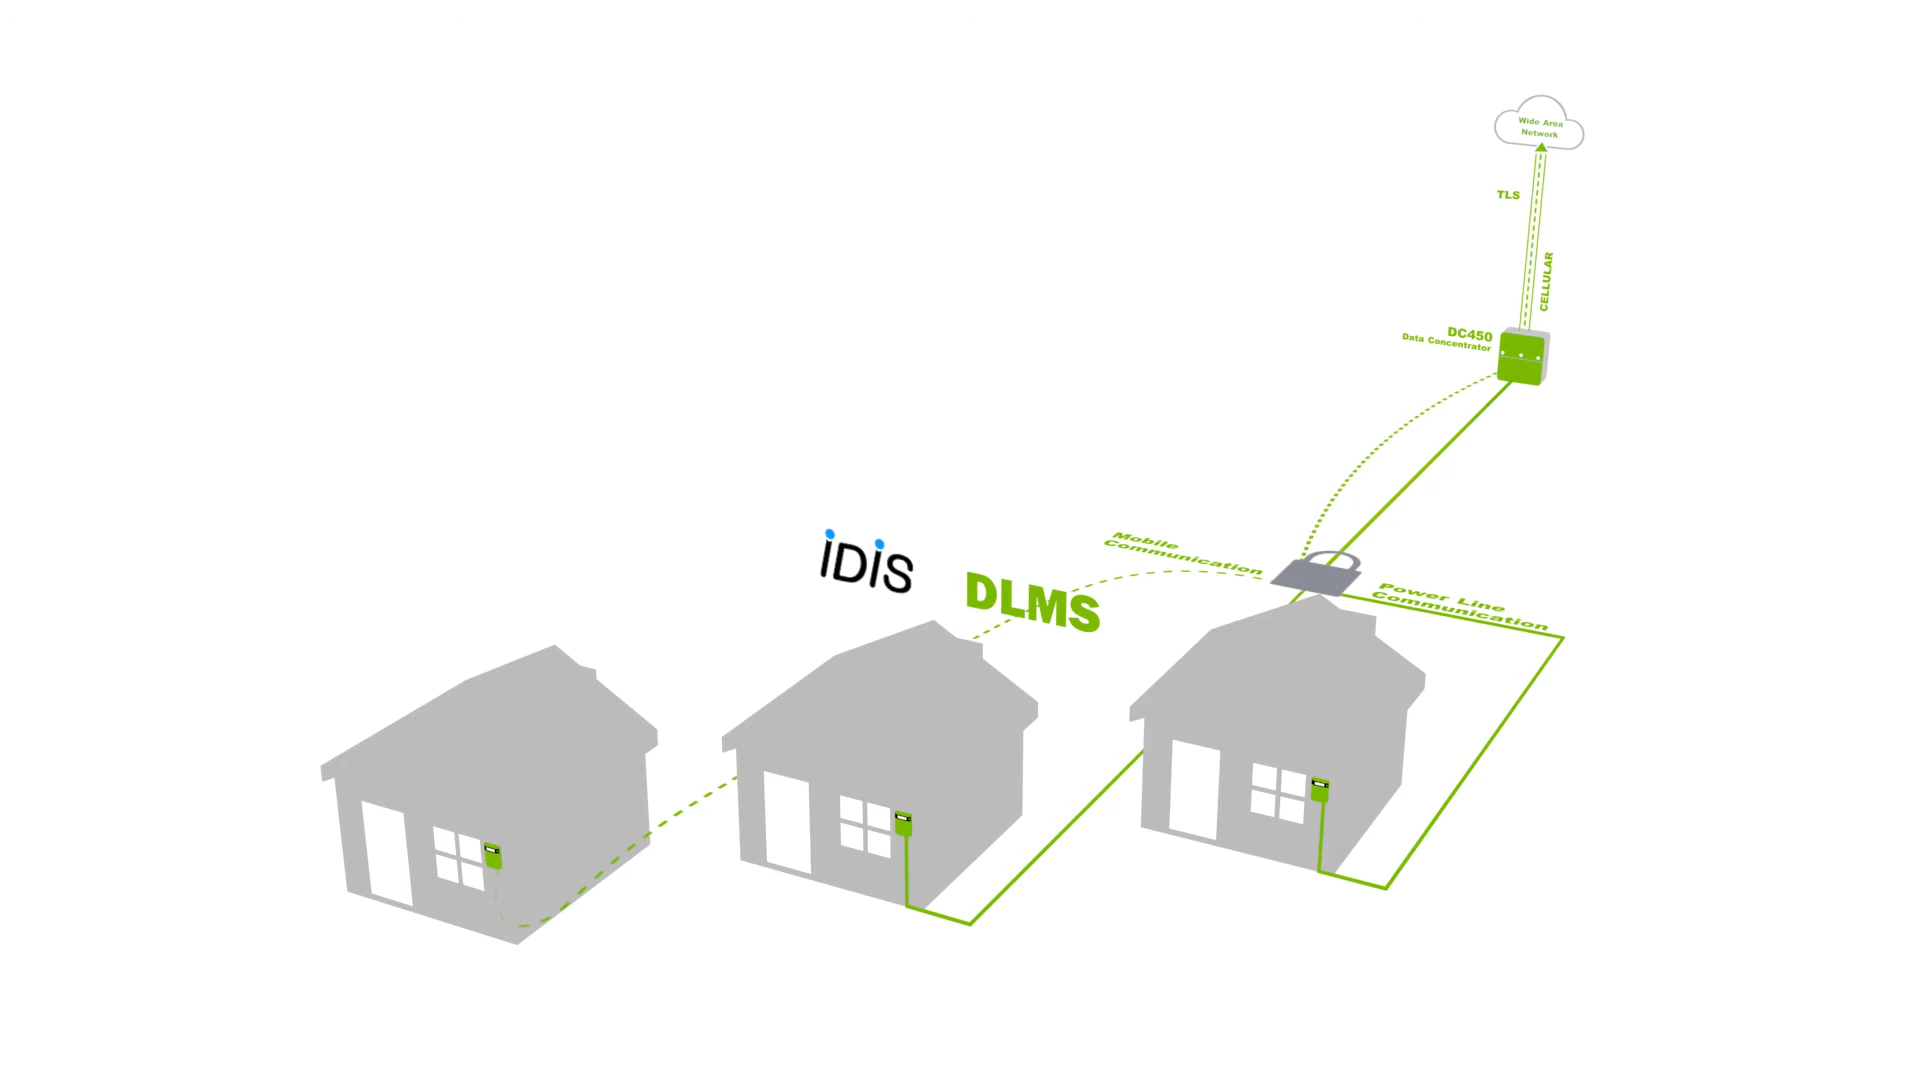 Wide Area
Network
TLS
CELLULAR
DC450
Data Concentrator
Mobile
Communication
iDiS
DLMS
Power Line
Communication